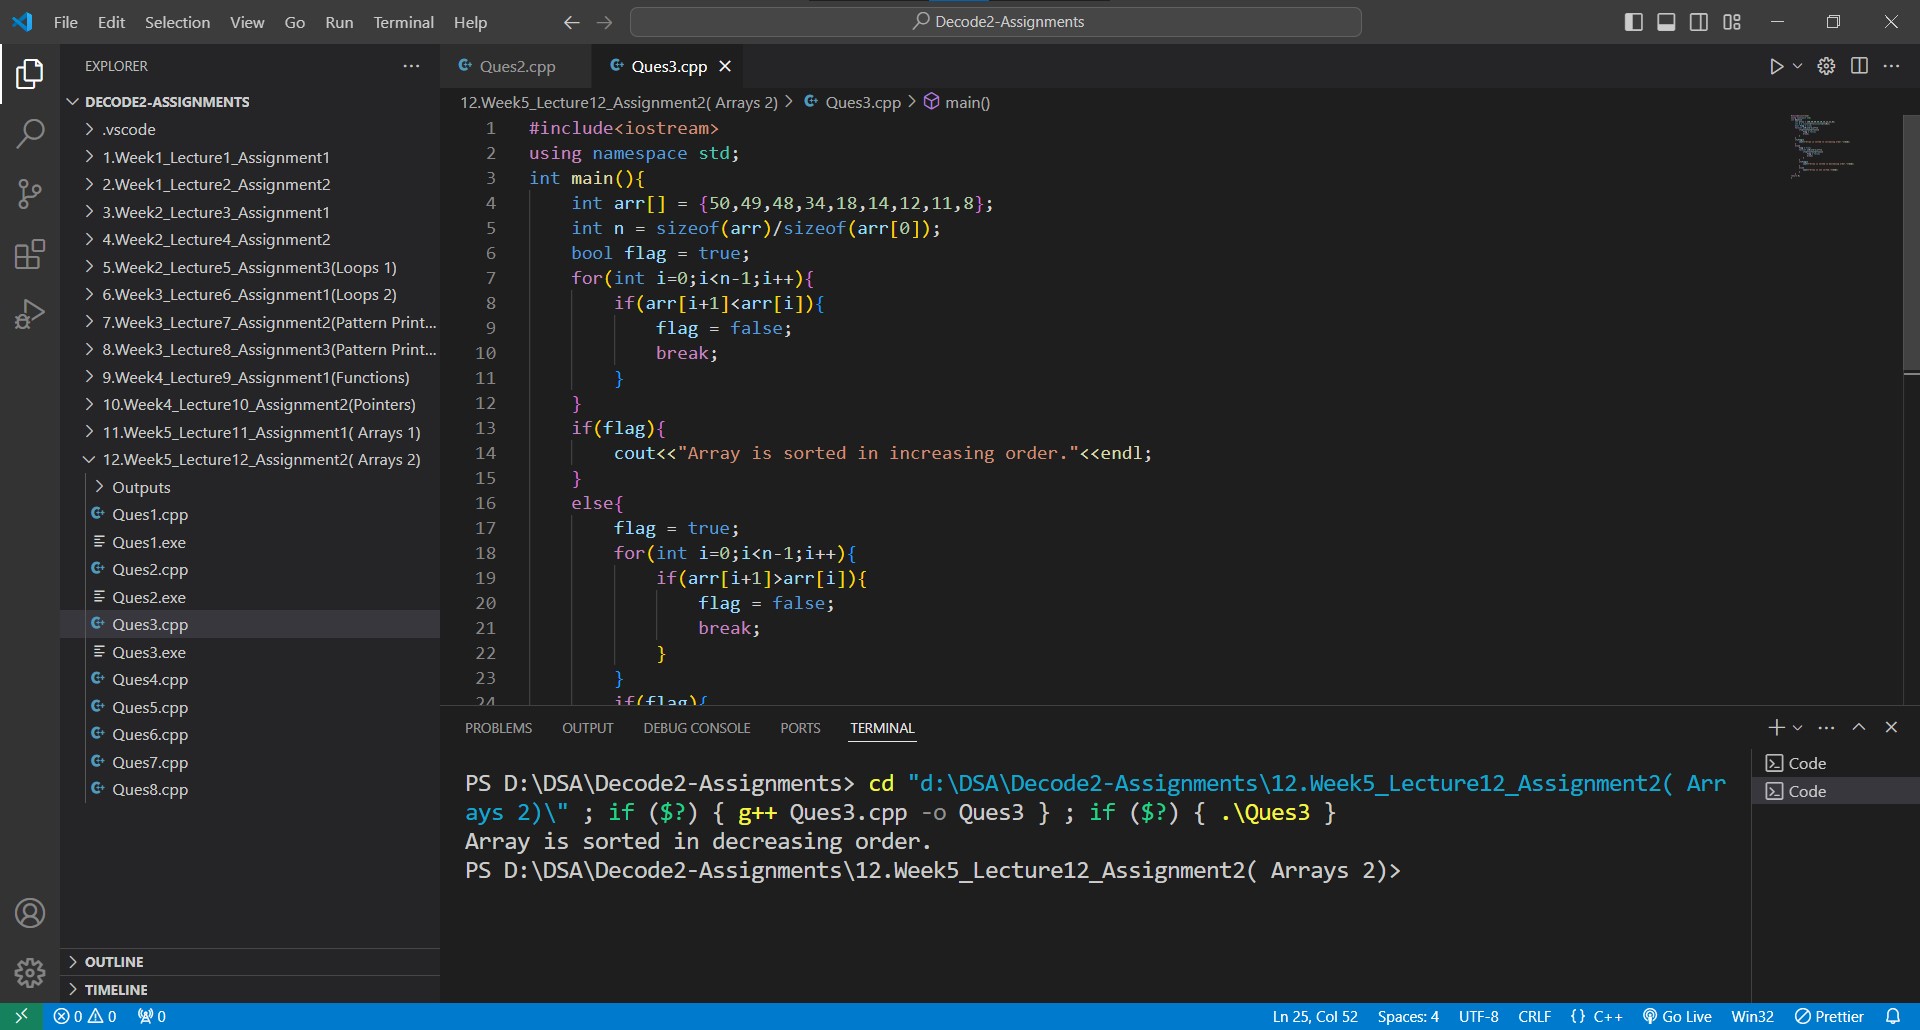 File Edit Selection View Go Run Terminal Help
Decode2-Assignments
EXPLORER
DECODE2-ASSIGNMENTS
.vscode
1.Week1_Lecture1_Assignment1
2.Week1_Lecture2_Assignment2
3.Week2_Lecture3_Assignment1
4.Week2_Lecture4_Assignment2
5.Week2_Lecture5_Assignment3(Loops 1)
6.Week3_Lecture6_Assignment1(Loops 2)
7.Week3_Lecture7_Assignment2(Pattern Print...
8.Week3_Lecture8_Assignment3(Pattern Print...
9.Week4_Lecture9_Assignment1(Functions)
10.Week4_Lecture10_Assignment2(Pointers)
11.Week5_Lecture11_Assignment1( Arrays 1)
12.Week5_Lecture12_Assignment2( Arrays 2)
Outputs
Ques1.cpp
Ques1.exe
Ques2.cpp
Ques2.exe
Ques3.cpp
Ques3.exe
Ques4.cpp
Ques5.cpp
Ques6.cpp
Ques7.cpp
Ques8.cpp
OUTLINE
TIMELINE
Ques2.cpp Ques3.cpp
12.Week5_Lecture12_Assignment2( Arrays 2) > Ques3.cpp > main()
1 #include<iostream>
2 using namespace std;
3 int main(){
4 int arr[] = {50,49,48,34,18,14,12,11,8};
5 int n = sizeof(arr)/sizeof(arr[0]);
6 bool flag = true;
7 for(int i=0;i<n-1;i++){
8 if(arr[i+1]<arr[i]){
9 flag = false;
10 break;
11 }
12 }
13 if(flag){
14 cout<<"Array is sorted in increasing order."<<endl;
15 }
16 else{
17 flag = true;
18 for(int i=0;i<n-1;i++){
19 if(arr[i+1]>arr[i]){
20 flag = false;
21 break;
22 }
23 }
24 if(flag){
PROBLEMS OUTPUT DEBUG CONSOLE PORTS TERMINAL
PS D:\DSA\Decode2-Assignments> cd "d:\DSA\Decode2-Assignments\12.Week5_Lecture12_Assignment2( Arr
ays 2)\" ; if ($?) { g++ Ques3.cpp -o Ques3 } ; if ($?) { .\Ques3 }
Array is sorted in decreasing order.
PS D:\DSA\Decode2-Assignments\12.Week5_Lecture12_Assignment2( Arrays 2)>
Code
Code
0 0 0 Ln 25, Col 52 Spaces: 4 UTF-8 CRLF {} C++ Go Live Win32 Prettier